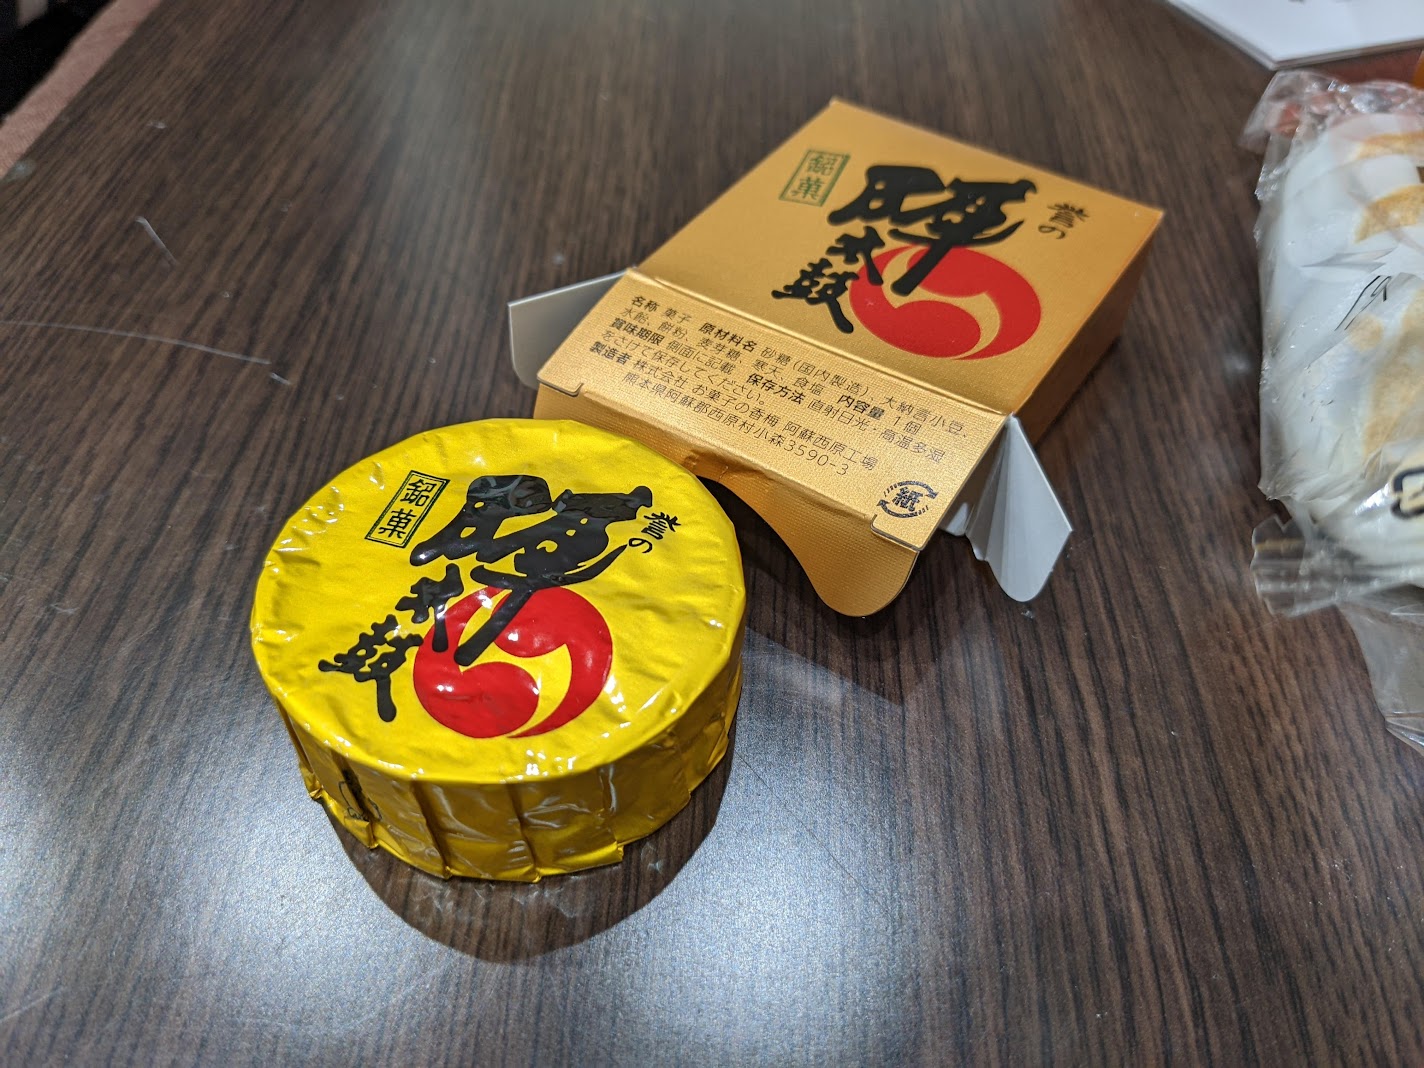 誉の
陣太鼓
銘菓
名称 菓子 原材料名 砂糖(国内製造)、大納言小豆、
水飴、餅粉、麦芽糖、寒天、食塩 内容量 1個
賞味期限 側面に記載 保存方法 直射日光・高温多湿
をさけて保存してください。
製造者 株式会社 お菓子の香梅 阿蘇西原工場
熊本県阿蘇郡西原村小森3590-3
紙
誉の
陣太鼓
銘菓